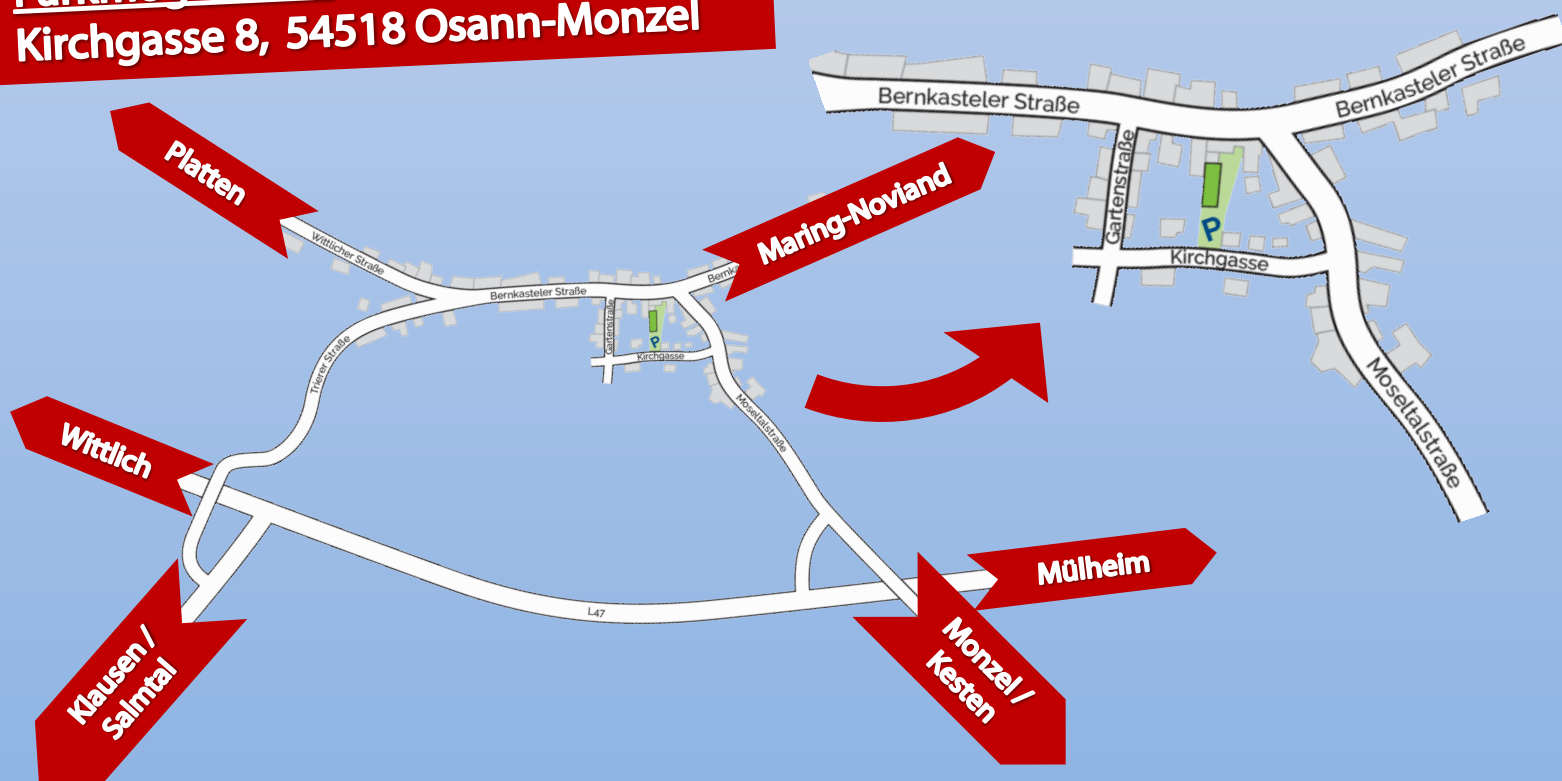 Kirchgasse 8, 54518 Osann-Monzel
Platten
Wittlicher Straße
Maring-Noviand
Bernkasteler Straße
Bernkasteler Straße
Gartenstraße
P
Kirchgasse
Moseltalstraße
Bernkasteler Straße
Gartenstraße
P
Kirchgasse
Trierer Straße
Moseltalstraße
Wittlich
Mülheim
L47
Klausen /
Salmtal
Monzel /
Kesten